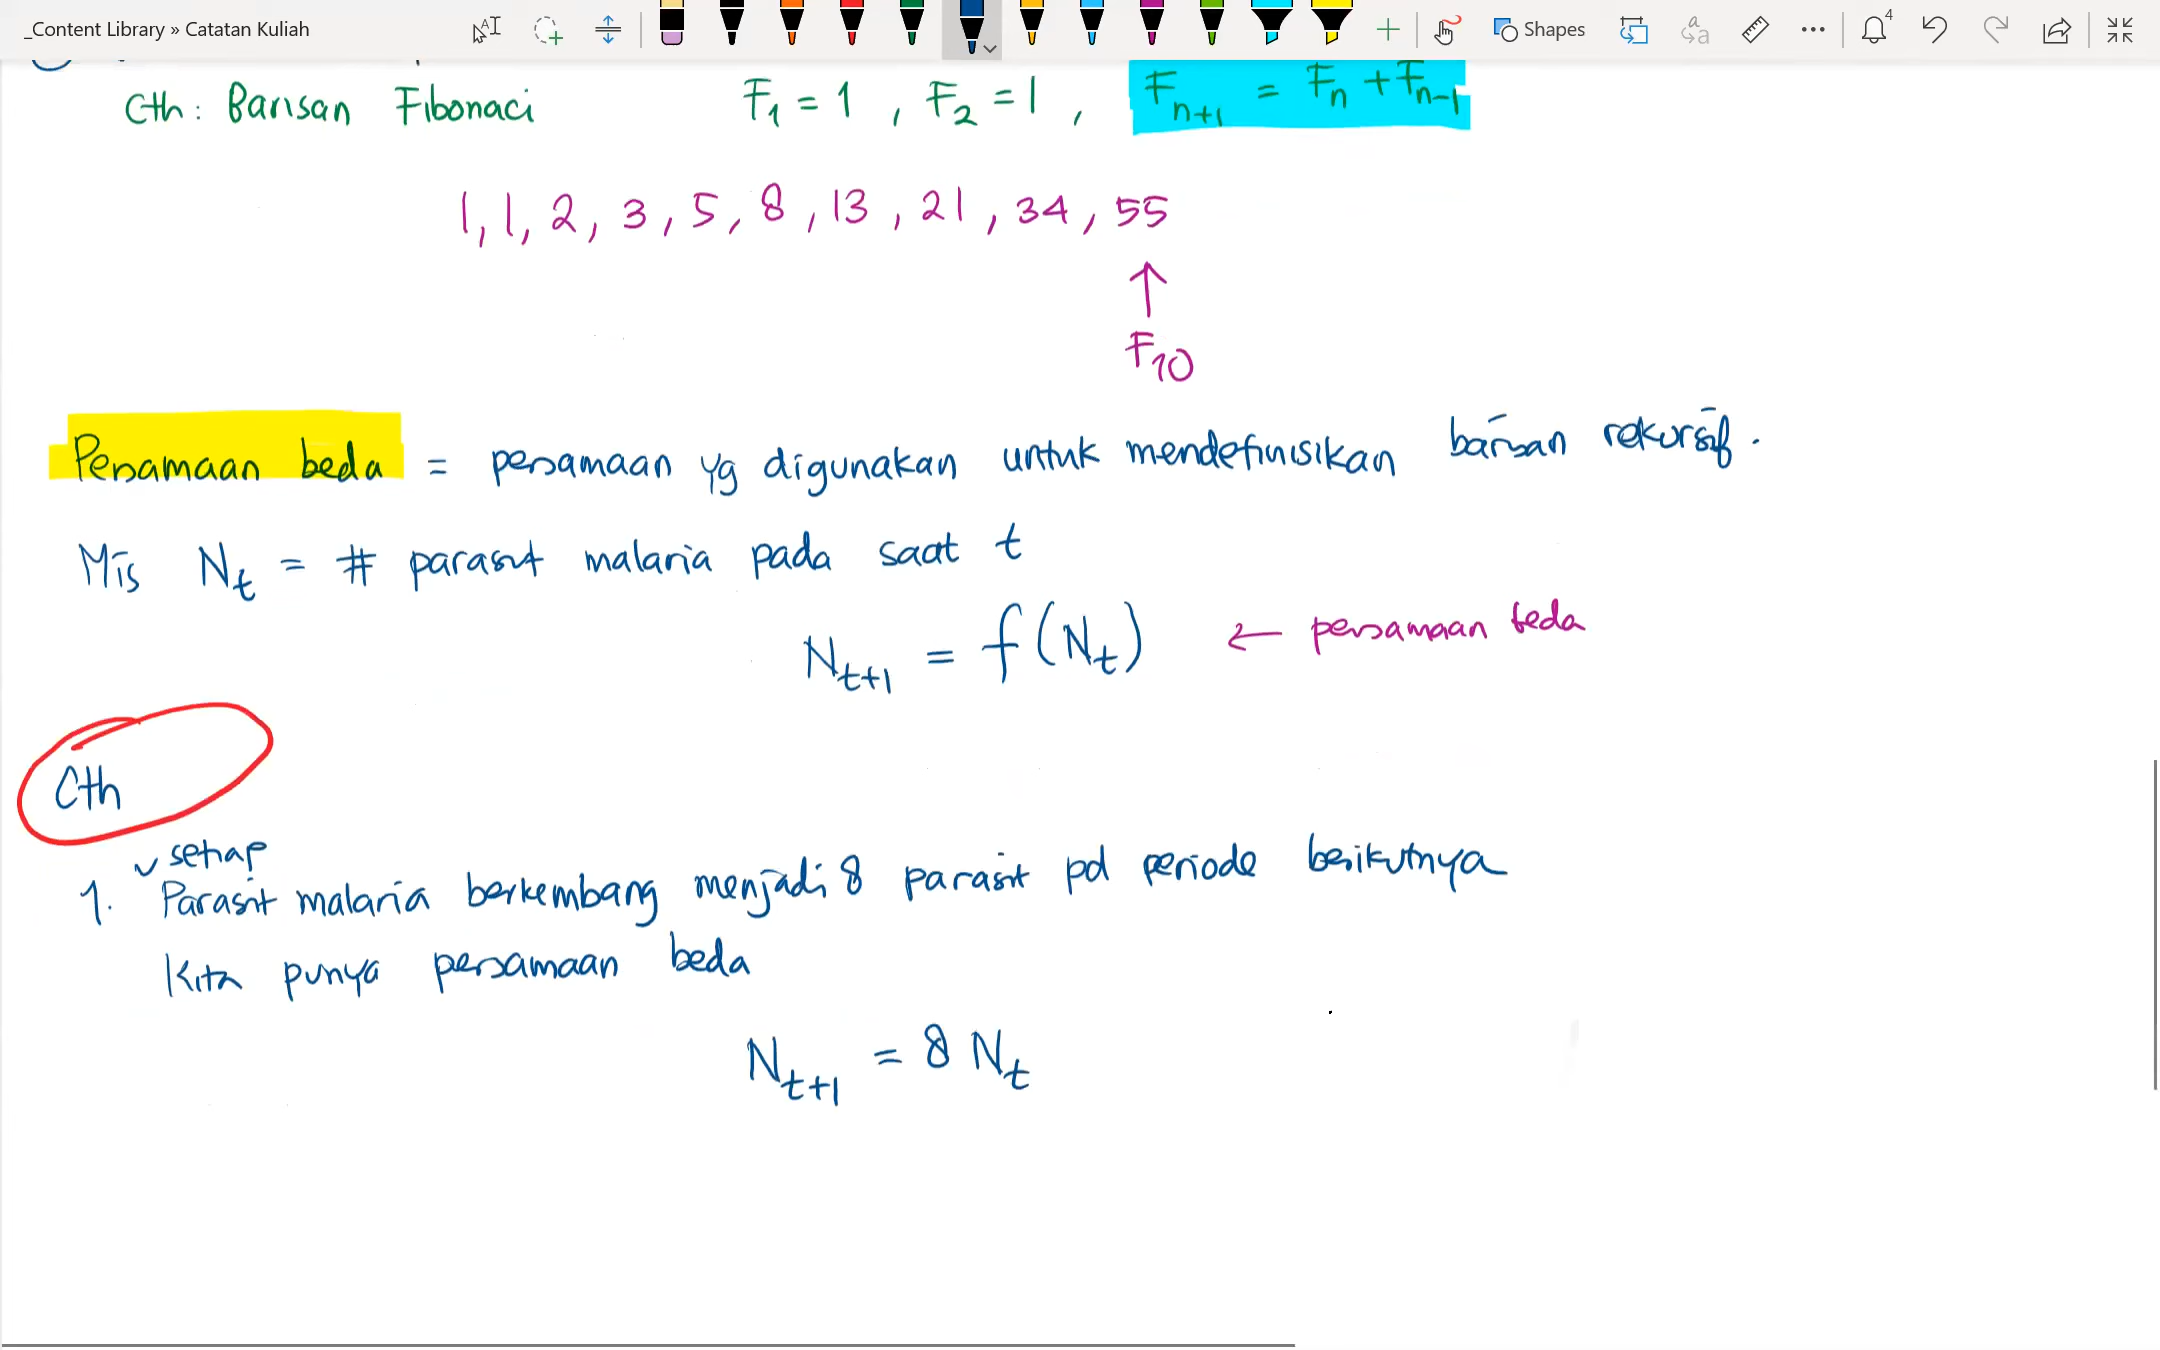 _Content Library » Catatan Kuliah
Shapes
4
Cth : Barisan Fibonaci F₁ = 1 , F₂ = 1 , Fₙ₊₁ = Fₙ + Fₙ₋₁
1, 1, 2, 3, 5, 8, 13, 21, 34, 55
↑
F₁₀
Persamaan beda = persamaan yg digunakan untuk mendefinisikan barisan rekursif.
Mis Nₜ = # parasit malaria pada saat t
Nₜ₊₁ = f(Nₜ) ← persamaan beda
Cth
setiap
1. Parasit malaria berkembang menjadi 8 parasit pd periode berikutnya
Kita punya persamaan beda
Nₜ₊₁ = 8 Nₜ